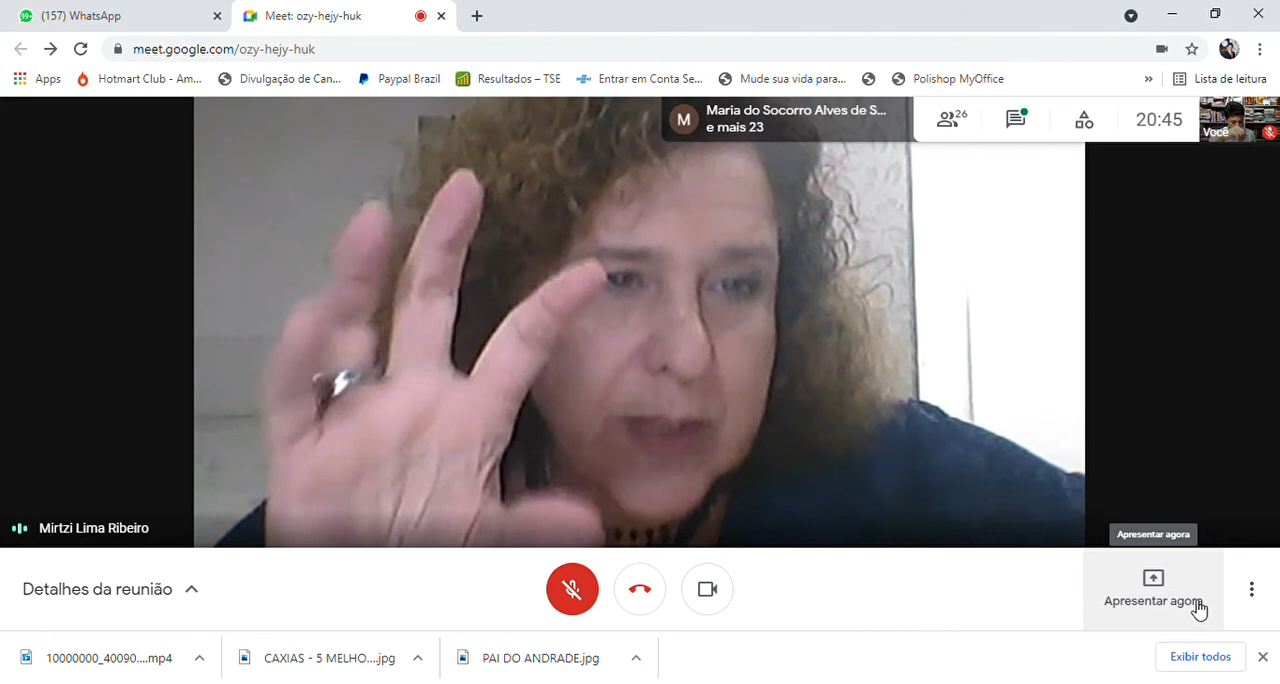 99+ (157) WhatsApp
Meet: ozy-hejy-huk
meet.google.com/ozy-hejy-huk
Apps
Hotmart Club - Am...
Divulgação de Can...
Paypal Brazil
Resultados – TSE
Entrar em Conta Se...
Mude sua vida para...
Polishop MyOffice
»
Lista de leitura
M
Maria do Socorro Alves de S...
e mais 23
26
20:45
Você
Mirtzi Lima Ribeiro
Apresentar agora
Detalhes da reunião
Apresentar agora
10000000_40090....mp4
CAXIAS - 5 MELHO....jpg
PAI DO ANDRADE.jpg
Exibir todos